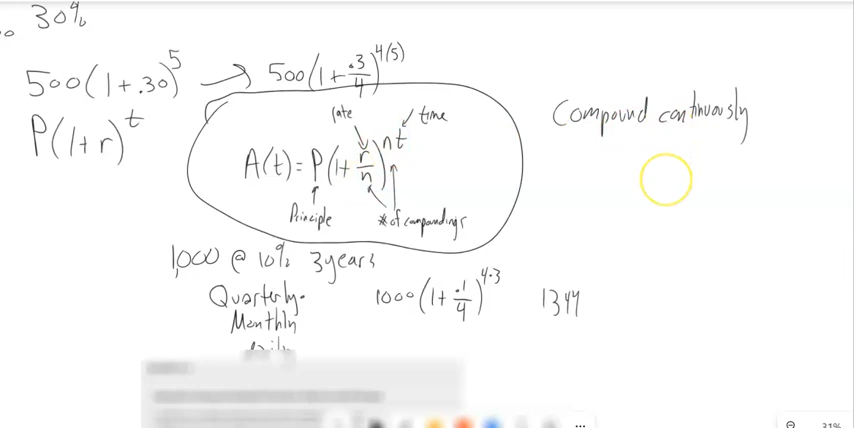 30%
500(1+.30)^5 → 500(1+.3/4)^4(5)
P(1+r)^t
Compound continuously
rate time
A(t)=P(1+r/n)^nt
Principle # of compoundings
1,000 @ 10% 3 years
Quarterly. 1000(1+.1/4)^4·3 1344
Monthly
31%